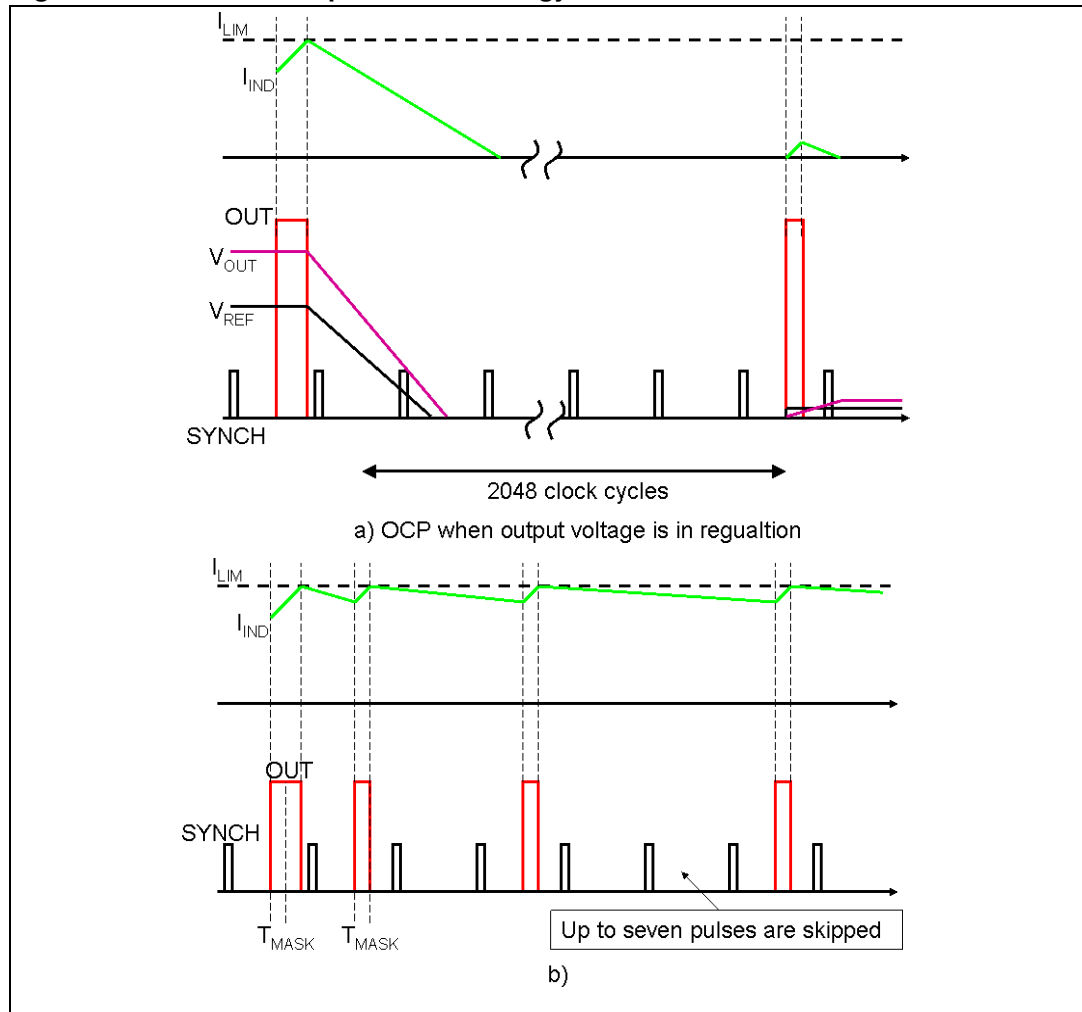 I_LIM
I_IND
OUT
V_OUT
V_REF
SYNCH
2048 clock cycles
a) OCP when output voltage is in regualtion
I_LIM
I_IND
OUT
SYNCH
T_MASK T_MASK
Up to seven pulses are skipped
b)